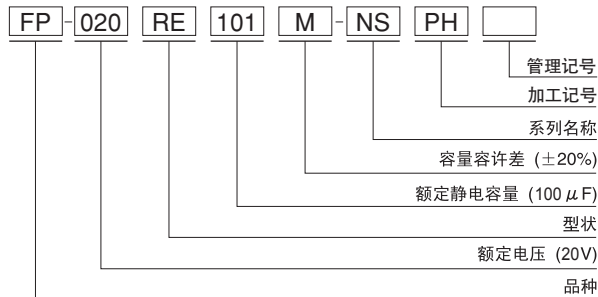 FP-020 RE 101 M-NS PH
管理记号
加工记号
系列名称
容量容许差 (±20%)
额定静电容量 (100μF)
型状
额定电压 (20V)
品种